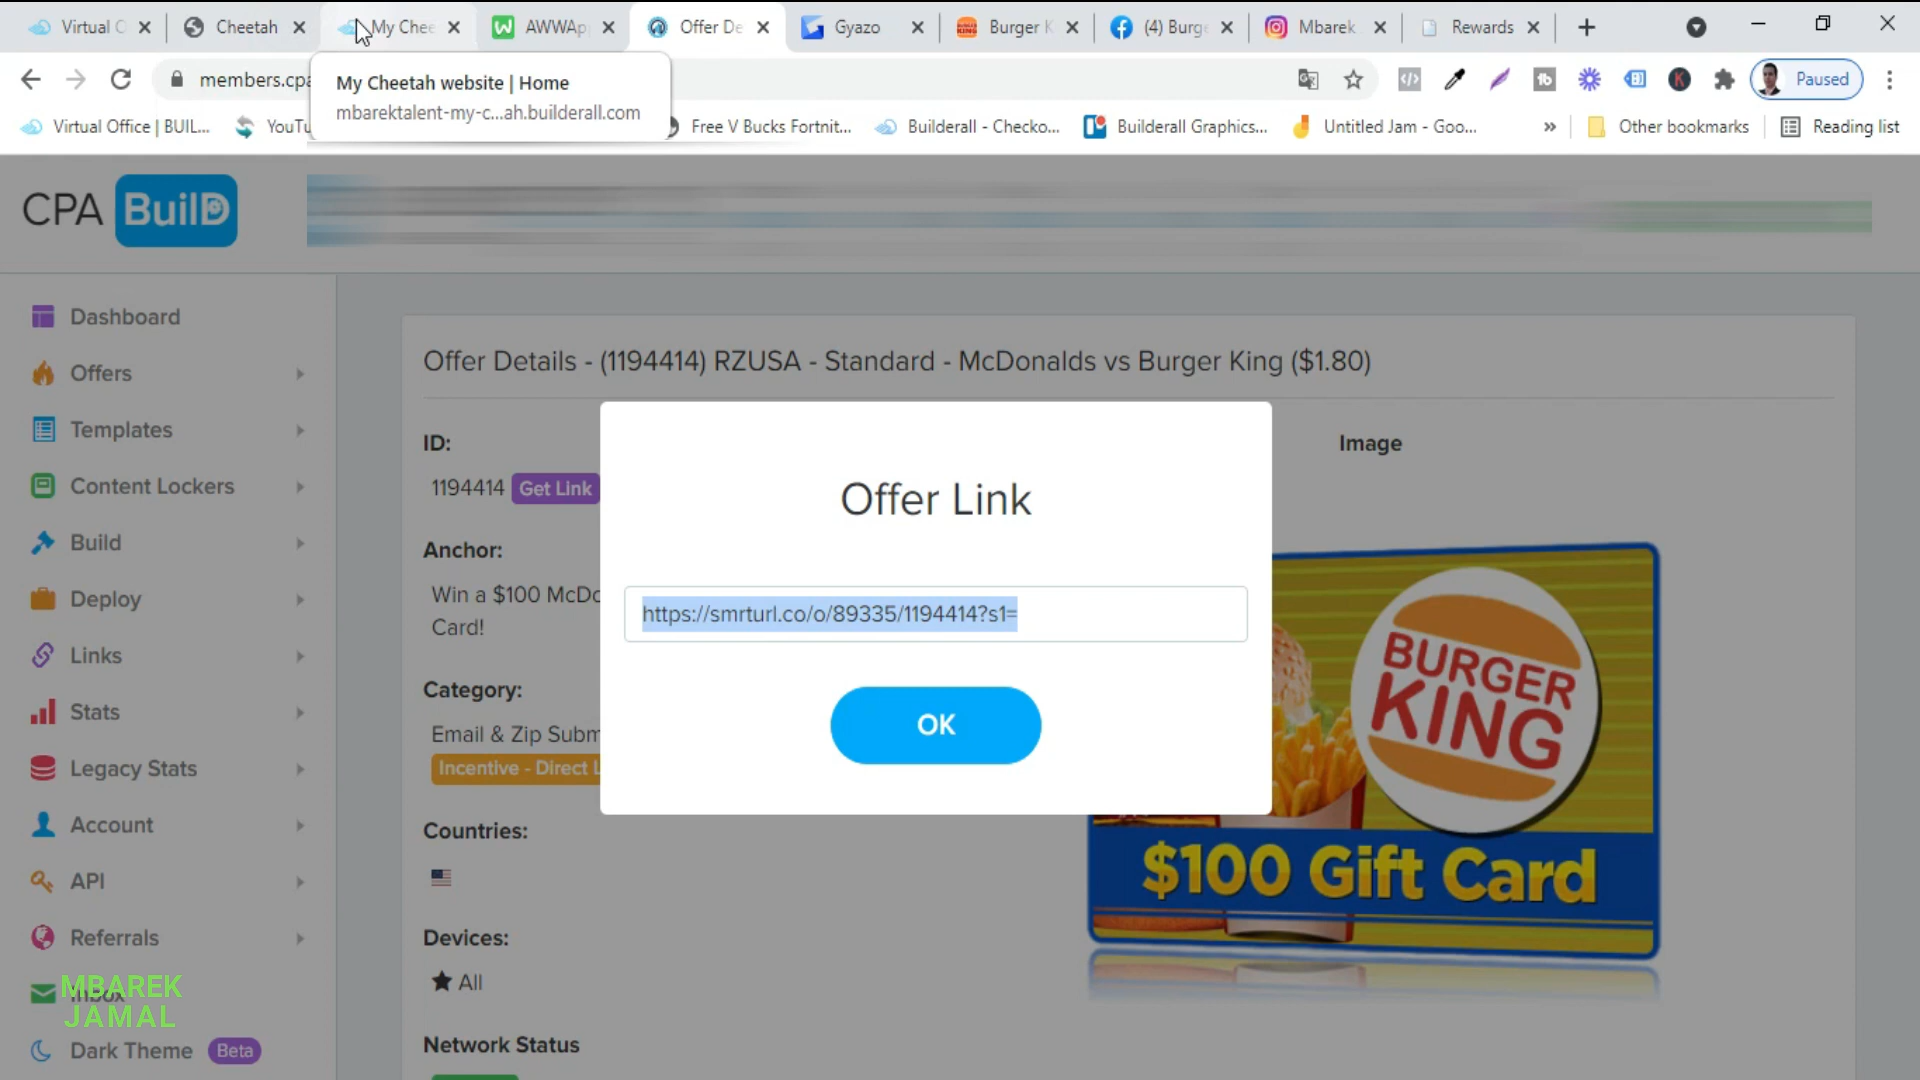 Virtual O
Cheetah
My Chee
AWWAp
Offer De
Gyazo
Burger K
(4) Burg
Mbarek
Rewards
members.cpa
Paused
My Cheetah website | Home
mbarektalent-my-c...ah.builderall.com
Virtual Office | BUIL...
YouTu
Free V Bucks Fortnit...
Builderall - Checko...
Builderall Graphics...
Untitled Jam - Goo...
»
Other bookmarks
Reading list
CPA BuilD
Dashboard
Offers
Templates
Content Lockers
Build
Deploy
Links
Stats
Legacy Stats
Account
API
Referrals
Inbox
MBAREK
JAMAL
Dark Theme Beta
Offer Details - (1194414) RZUSA - Standard - McDonalds vs Burger King ($1.80)
ID:
1194414 Get Link
Anchor:
Win a $100 McDo
Card!
Category:
Email & Zip Subm
Incentive - Direct L
Countries:
Devices:
All
Network Status
Image
BURGER
KING
$100 Gift Card
Offer Link
https://smrturl.co/o/89335/1194414?s1=
OK